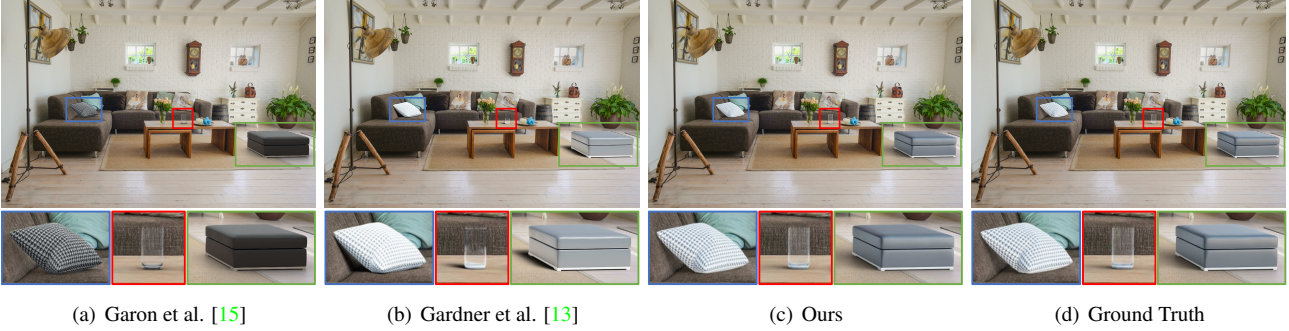 (a) Garon et al. [15]
(b) Gardner et al. [13]
(c) Ours
(d) Ground Truth